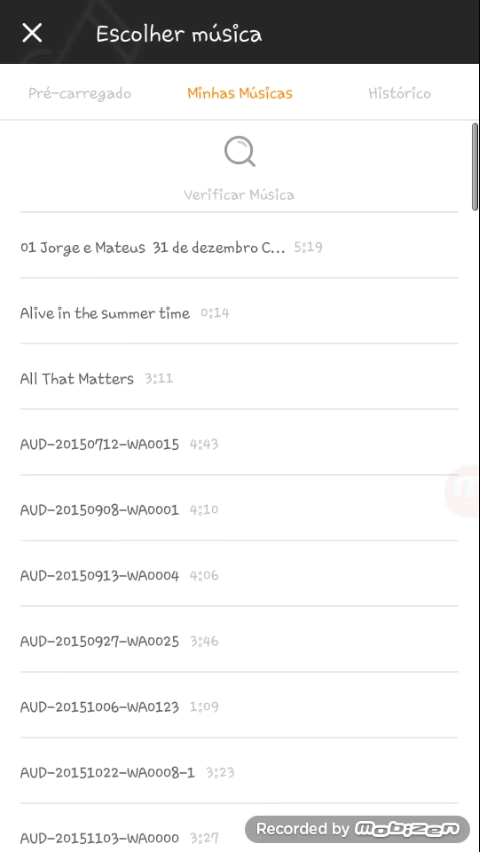 Escolher música
Pré-carregado Minhas Músicas Histórico
Verificar Música
01 Jorge e Mateus 31 de dezembro C... 5:19
Alive in the summer time 0:14
All That Matters 3:11
AUD-20150712-WA0015 4:43
AUD-20150908-WA0001 4:10
AUD-20150913-WA0004 4:06
AUD-20150927-WA0025 3:46
AUD-20151006-WA0123 1:09
AUD-20151022-WA0008-1 3:23
AUD-20151103-WA0000 3:27
Recorded by mobizen